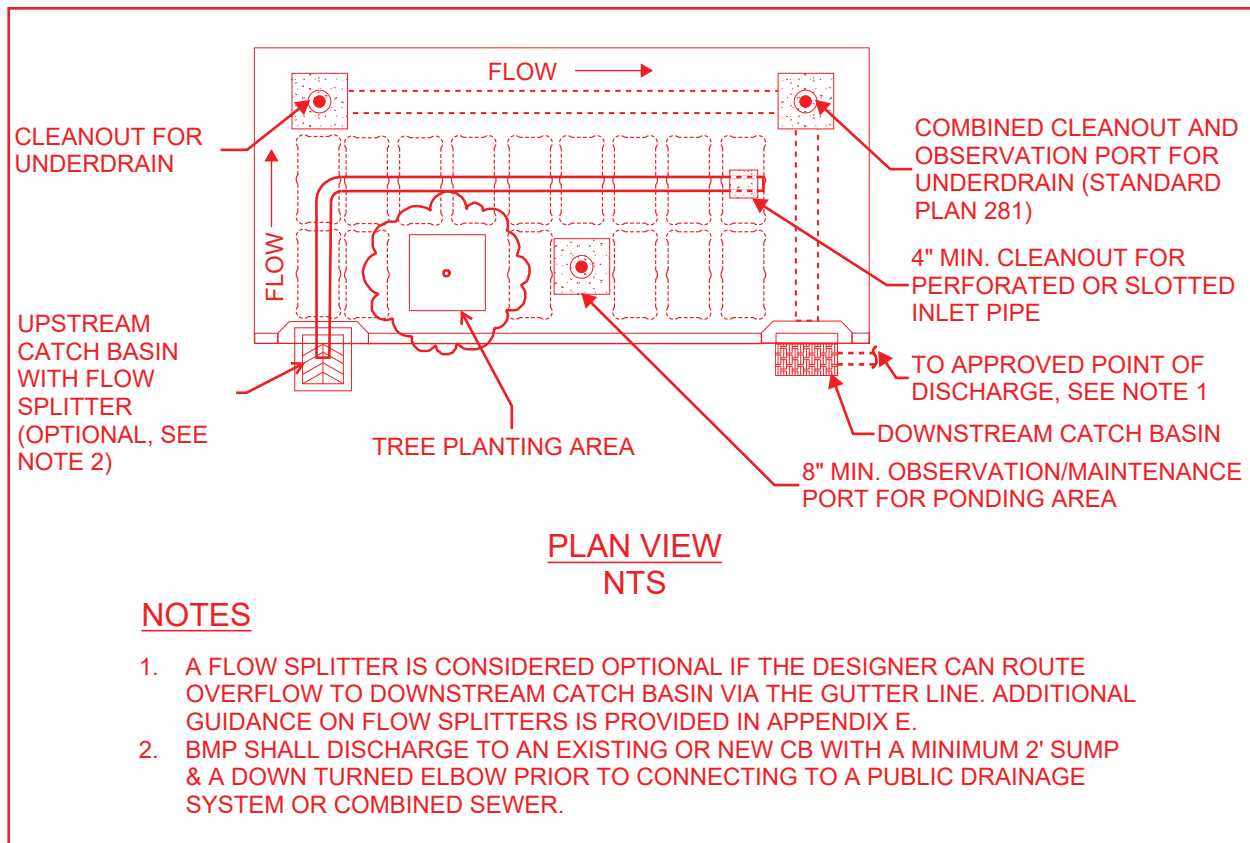 FLOW
CLEANOUT FOR
UNDERDRAIN
COMBINED CLEANOUT AND
OBSERVATION PORT FOR
UNDERDRAIN (STANDARD
PLAN 281)
FLOW
4" MIN. CLEANOUT FOR
PERFORATED OR SLOTTED
INLET PIPE
UPSTREAM
CATCH BASIN
WITH FLOW
SPLITTER
(OPTIONAL, SEE
NOTE 2)
TO APPROVED POINT OF
DISCHARGE, SEE NOTE 1
TREE PLANTING AREA
DOWNSTREAM CATCH BASIN
8" MIN. OBSERVATION/MAINTENANCE
PORT FOR PONDING AREA
PLAN VIEW
NTS
NOTES
1. A FLOW SPLITTER IS CONSIDERED OPTIONAL IF THE DESIGNER CAN ROUTE
OVERFLOW TO DOWNSTREAM CATCH BASIN VIA THE GUTTER LINE. ADDITIONAL
GUIDANCE ON FLOW SPLITTERS IS PROVIDED IN APPENDIX E.
2. BMP SHALL DISCHARGE TO AN EXISTING OR NEW CB WITH A MINIMUM 2' SUMP
& A DOWN TURNED ELBOW PRIOR TO CONNECTING TO A PUBLIC DRAINAGE
SYSTEM OR COMBINED SEWER.